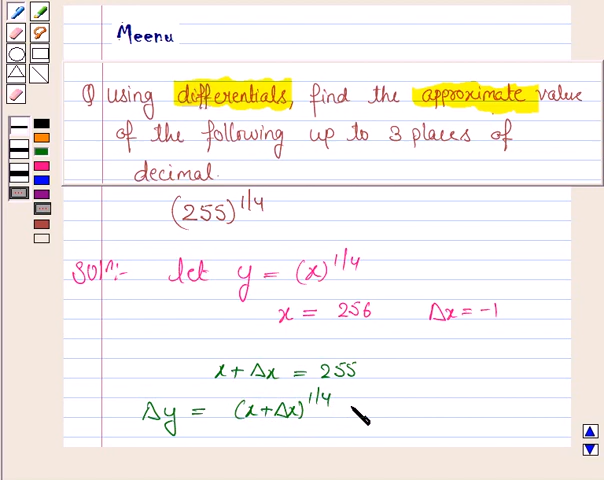 Meenu
Q Using differentials, find the approximate value
of the following up to 3 places of
decimal.
(255)^1/4
Soln:- let y = (x)^1/4
x = 256 Δx = -1
x + Δx = 255
Δy = (x+Δx)^1/4